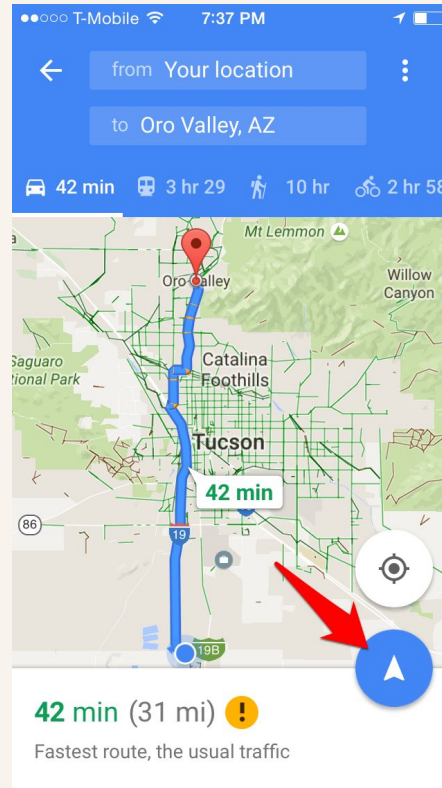 T-Mobile 7:37 PM
from Your location
to Oro Valley, AZ
42 min 3 hr 29 10 hr 2 hr 58
Mt Lemmon
Oro Valley
Willow
Canyon
Saguaro
tional Park
Catalina
Foothills
Tucson
42 min
86
19
19B
42 min (31 mi) !
Fastest route, the usual traffic